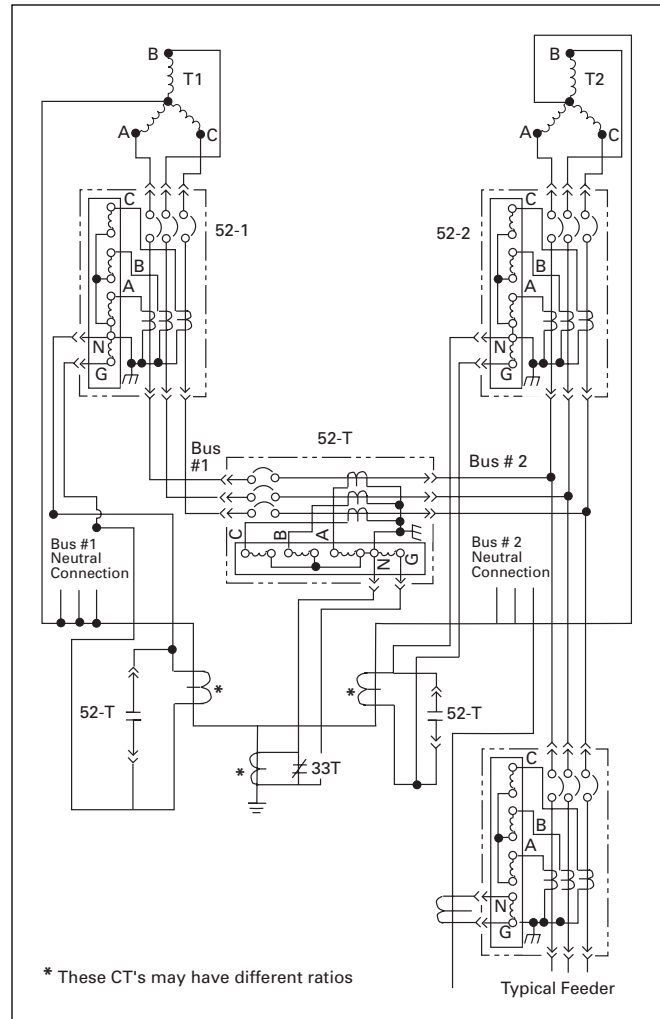 B
B
T1
T2
A
C
A
C
C
52-1
52-2
C
B
A
B
A
N
G
N
G
52-T
Bus
#1
Bus # 2
C
B
A
N
G
Bus #1
Neutral
Connection
Bus # 2
Neutral
Connection
52-T
*
*
52-T
*
33T
C
B
A
N
G
* These CT's may have different ratios
Typical Feeder